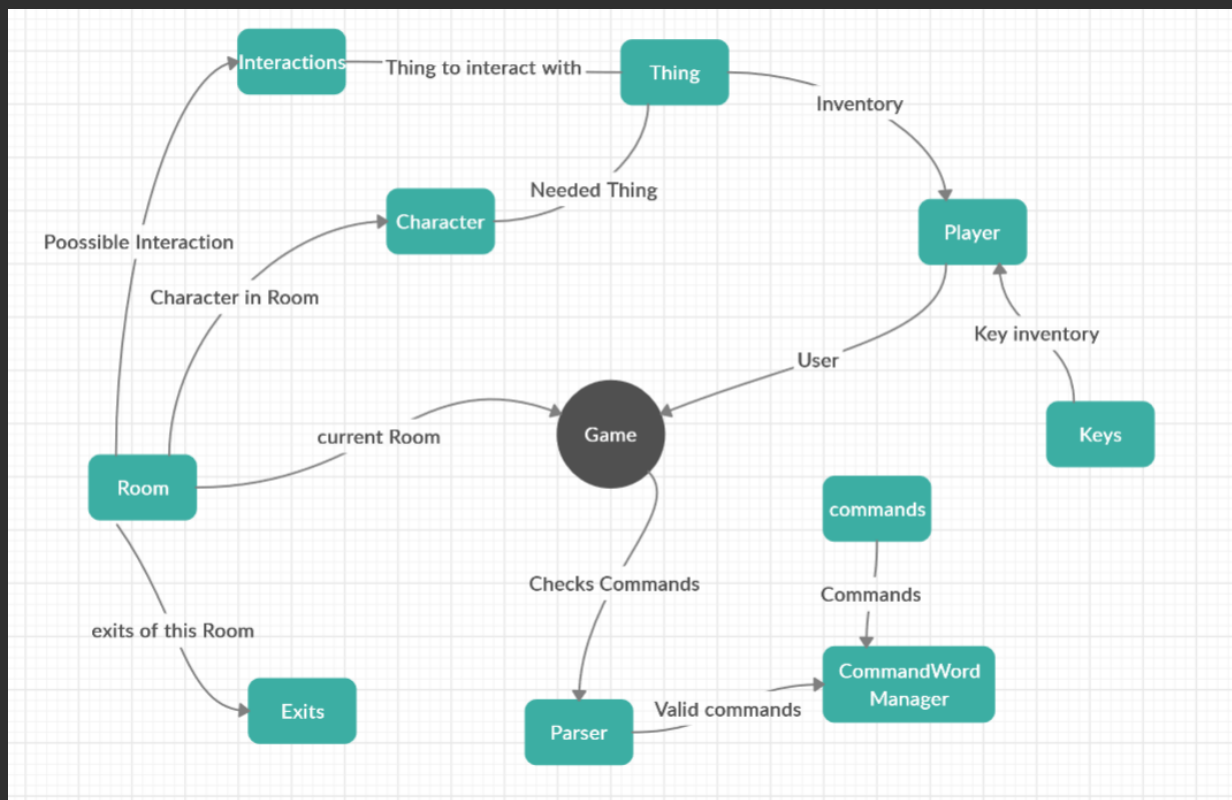 Interactions
Thing to interact with
Thing
Inventory
Needed Thing
Character
Player
Poossible Interaction
Character in Room
Key inventory
User
Game
current Room
Keys
Room
commands
Checks Commands
Commands
exits of this Room
CommandWord
Manager
Exits
Valid commands
Parser